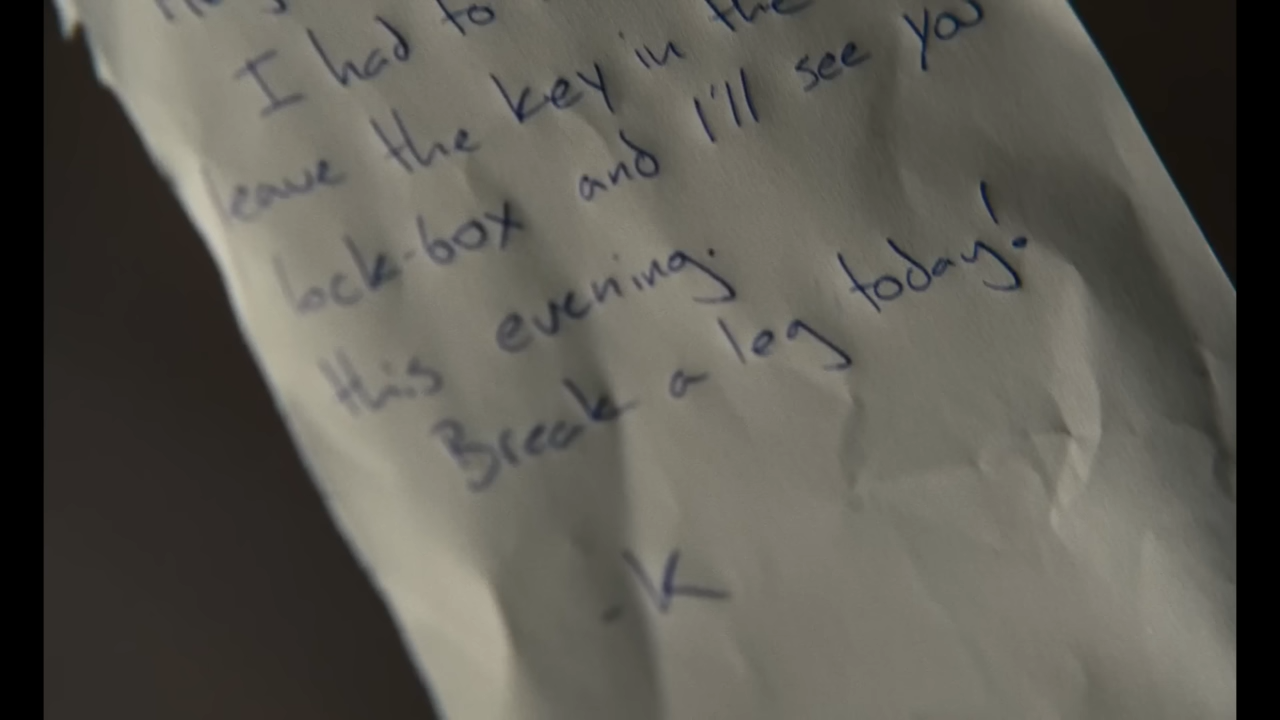 I had to
leave the key in the
lock-box and I'll see you
this evening.
Break a leg today!
-K